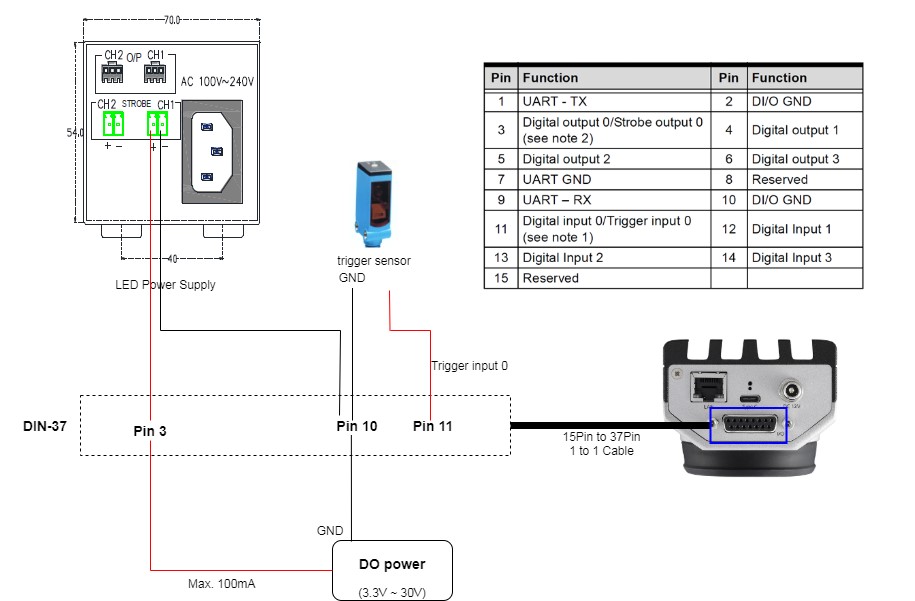 70.0
CH2 O/P CH1
AC 100V~240V
CH2 STROBE CH1
54.0
+ - + -
40
LED Power Supply
trigger sensor
GND
Trigger input 0
Pin Function Pin Function
1 UART - TX 2 DI/O GND
3 Digital output 0/Strobe output 0 (see note 2) 4 Digital output 1
5 Digital output 2 6 Digital output 3
7 UART GND 8 Reserved
9 UART – RX 10 DI/O GND
11 Digital input 0/Trigger input 0 (see note 1) 12 Digital Input 1
13 Digital Input 2 14 Digital Input 3
15 Reserved
DIN-37
Pin 3
Pin 10
Pin 11
15Pin to 37Pin
1 to 1 Cable
LAN
DC 12V
I/O
GND
DO power
(3.3V ~ 30V)
Max. 100mA